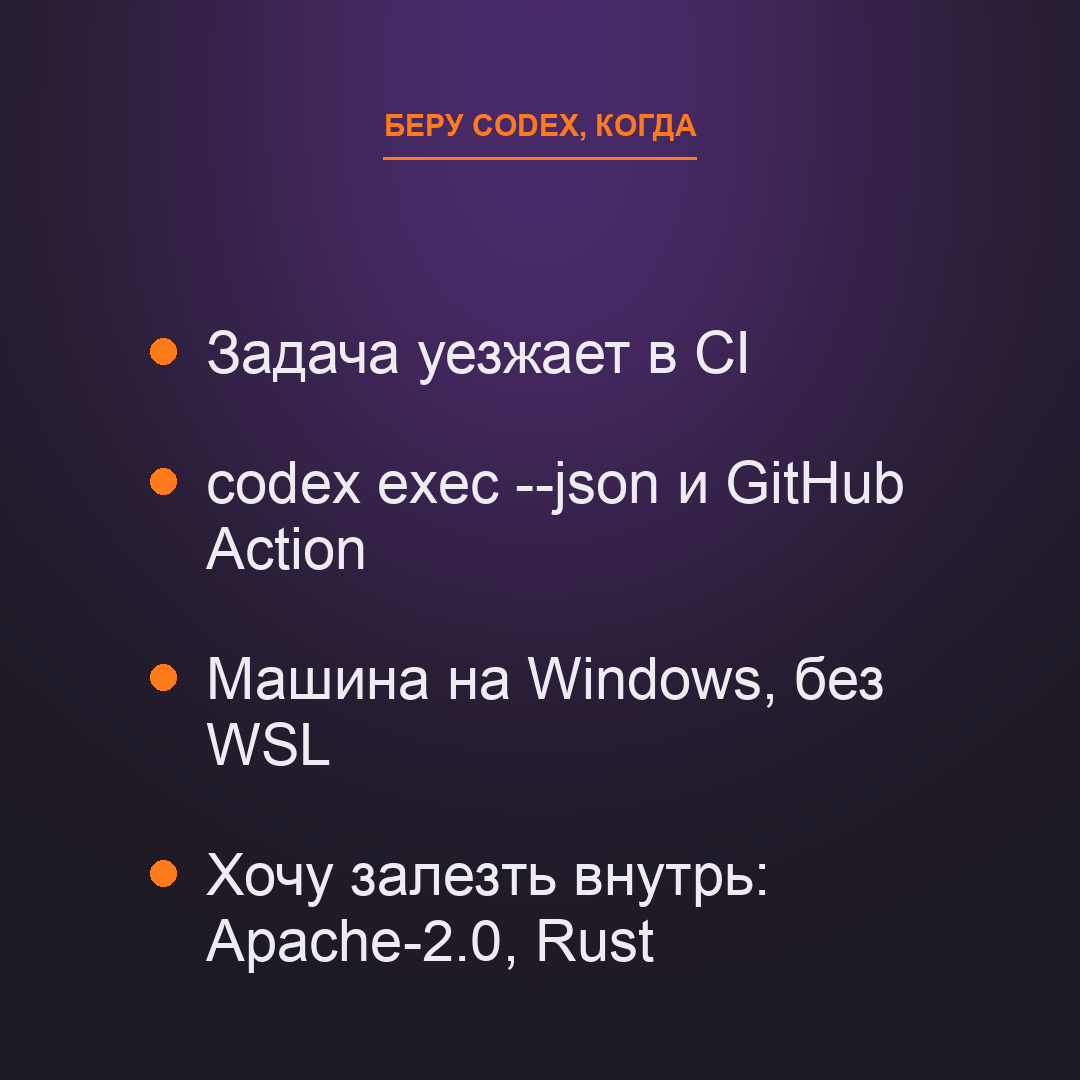 БЕРУ CODEX, КОГДА
Задача уезжает в CI
codex exec --json и GitHub
Action
Машина на Windows, без
WSL
Хочу залезть внутрь:
Apache-2.0, Rust